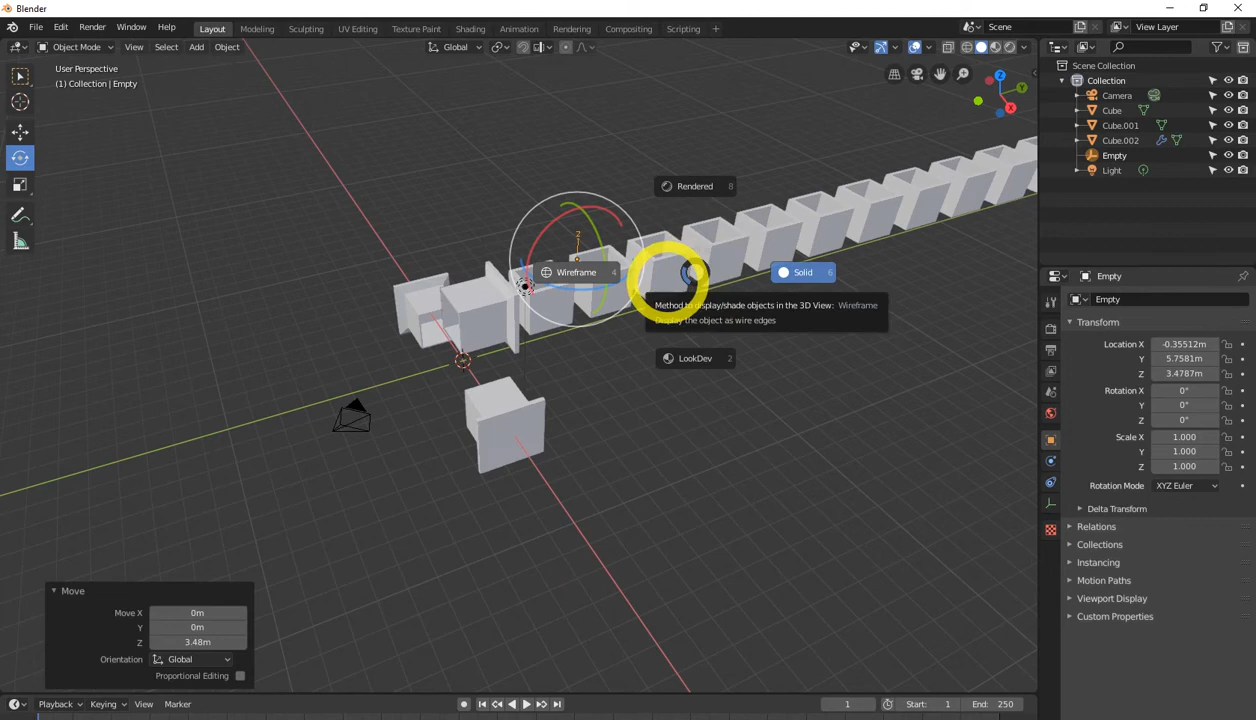 Blender
File Edit Render Window Help Layout Modeling Sculpting UV Editing Texture Paint Shading Animation Rendering Compositing Scripting Scene View Layer
Object Mode View Select Add Object Global
User Perspective
(1) Collection | Empty
Scene Collection
Collection
Camera
Cube
Cube.001
Cube.002
Empty
Light
Z
Y
X
Rendered 8
Z
Wireframe 4
Solid 6
Method to display/shade objects in the 3D View: Wireframe
Display the object as wire edges
LookDev 2
Empty
Empty
Transform
Location X -0.35512m
Y 5.7581m
Z 3.4787m
Rotation X 0°
Y 0°
Z 0°
Scale X 1.000
Y 1.000
Z 1.000
Rotation Mode XYZ Euler
Delta Transform
Relations
Collections
Instancing
Motion Paths
Viewport Display
Custom Properties
Move
Move X 0m
Y 0m
Z 3.48m
Orientation Global
Proportional Editing
Playback Keying View Marker 1 Start: 1 End: 250